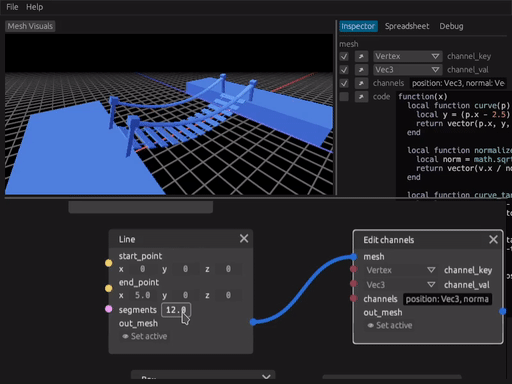 File Help
Mesh Visuals
Inspector Spreadsheet Debug
mesh
Vertex channel_key
Vec3 channel_val
channels position: Vec3, normal: Ve
code function(x)
local function curve(p)
local y = (p.x - 2.5)
return vector(p.x, y,
end
local function normalize
local norm = math.sqrt
return vector(v.x / no
end
local function curve_ta
Line
start_point
x 0 y 0 z 0
end_point
x 5.0 y 0 z 0
segments 12.0
out_mesh
Set active
Edit channels
mesh
Vertex channel_key
Vec3 channel_val
channels position: Vec3, norma
out_mesh
Set active